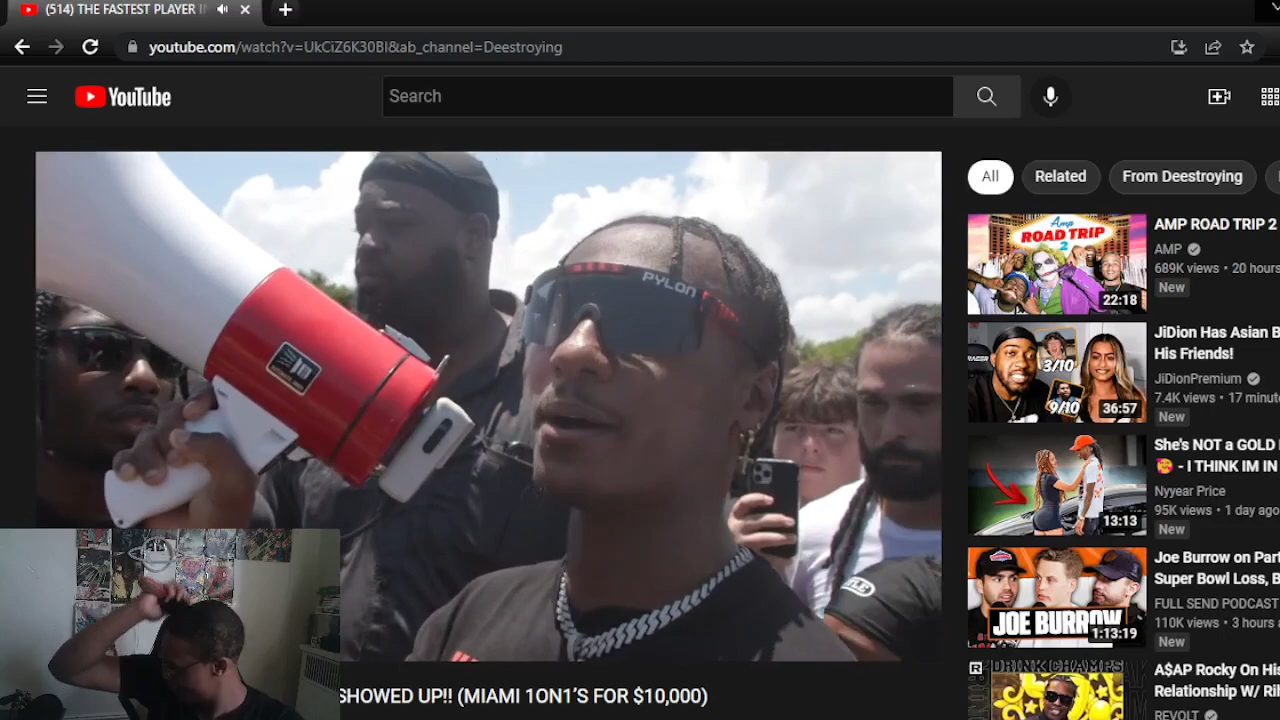 (514) THE FASTEST PLAYER I
youtube.com/watch?v=UkCiZ6K30BI&ab_channel=Deestroying
YouTube
Search
All
Related
From Deestroying
PYLON
Amp
ROAD TRIP
2
22:18
AMP ROAD TRIP 2
AMP
689K views • 20 hours
New
3/10
9/10
36:57
JiDion Has Asian B
His Friends!
JiDionPremium
7.4K views • 17 minute
New
13:13
She's NOT a GOLD
🥰 - I THINK IM IN
Nyyear Price
95K views • 1 day ago
New
JOE BURROW
1:13:19
Joe Burrow on Part
Super Bowl Loss, B
FULL SEND PODCAST
110K views • 3 hours a
New
DRINK CHAMPS
A$AP Rocky On His
Relationship W/ Ri
REVOLT
SHOWED UP!! (MIAMI 1ON1'S FOR $10,000)